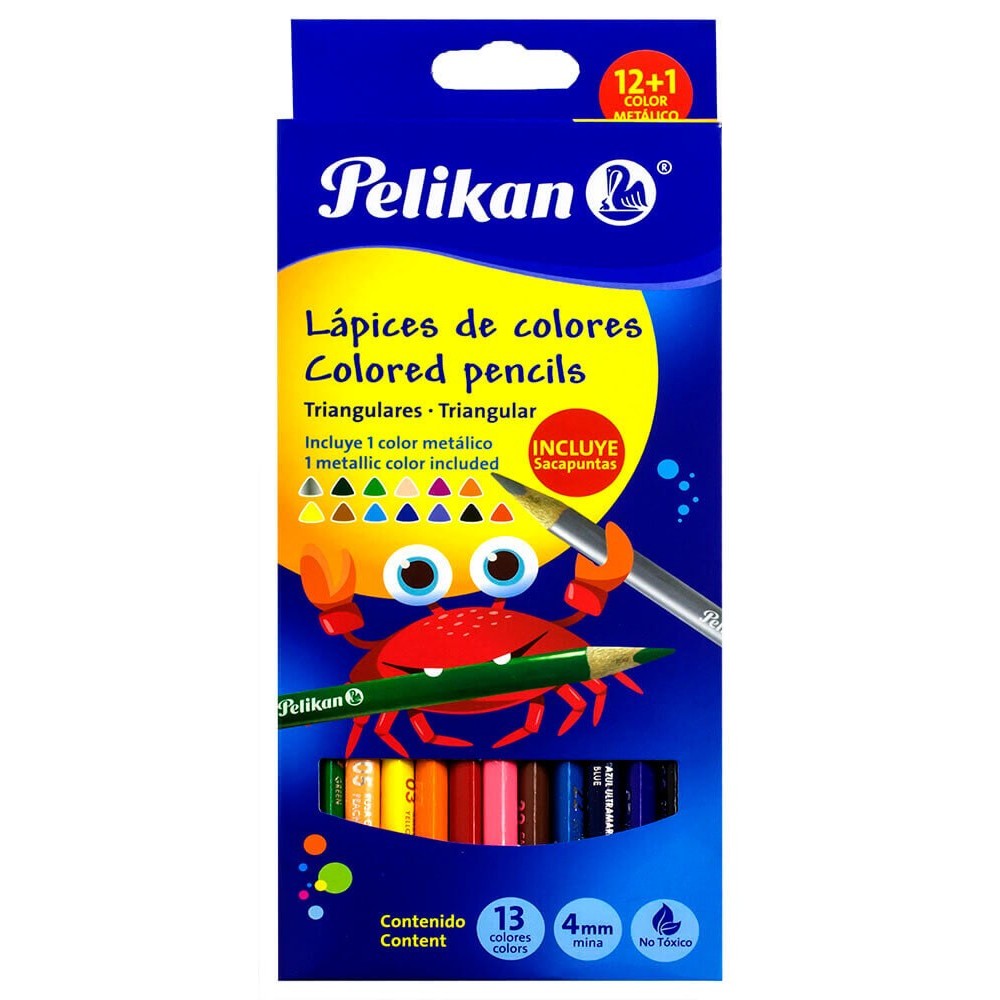 12+1
COLOR
METÁLICO
Pelikan ®
Lápices de colores
Colored pencils
Triangulares · Triangular
Incluye 1 color metálico
1 metallic color included
INCLUYE
Sacapuntas
Pelikan
GREEN
03
AZUL ULTRAMAR
BLUE
Contenido
Content
13
colores
colors
4mm
mina
No Tóxico